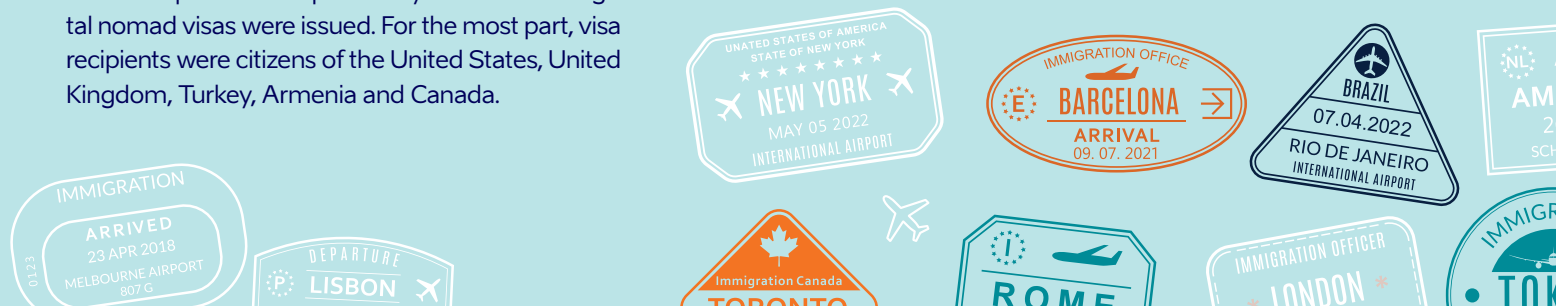 tal nomad visas were issued. For the most part, visa
recipients were citizens of the United States, United
Kingdom, Turkey, Armenia and Canada.
UNATED STATES OF AMERICA
STATE OF NEW YORK
NEW YORK
MAY 05 2022
INTERNATIONAL AIRPORT
IMMIGRATION OFFICE
E
BARCELONA
ARRIVAL
09. 07. 2021
BRAZIL
07.04.2022
RIO DE JANEIRO
INTERNATIONAL AIRPORT
NL
IMMIGRATION
ARRIVED
23 APR 2018
MELBOURNE AIRPORT
807 G
0123
DEPARTURE
P
LISBON
Immigration Canada
TORONTO
I
ROME
IMMIGRATION OFFICER
LONDON